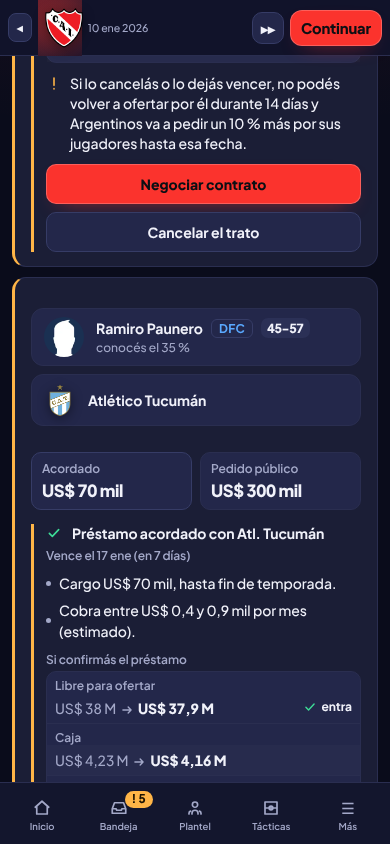 10 ene 2026
Continuar
! Si lo cancelás o lo dejás vencer, no podés
volver a ofertar por él durante 14 días y
Argentinos va a pedir un 10 % más por sus
jugadores hasta esa fecha.
Negociar contrato
Cancelar el trato
Ramiro Paunero DFC 45–57
conocés el 35 %
Atlético Tucumán
Acordado Pedido público
US$ 70 mil US$ 300 mil
Préstamo acordado con Atl. Tucumán
Vence el 17 ene (en 7 días)
Cargo US$ 70 mil, hasta fin de temporada.
Cobra entre US$ 0,4 y 0,9 mil por mes
(estimado).
Si confirmás el préstamo
Libre para ofertar
US$ 38 M → US$ 37,9 M entra
Caja
US$ 4,23 M → US$ 4,16 M
! 5
Inicio Bandeja Plantel Tácticas Más